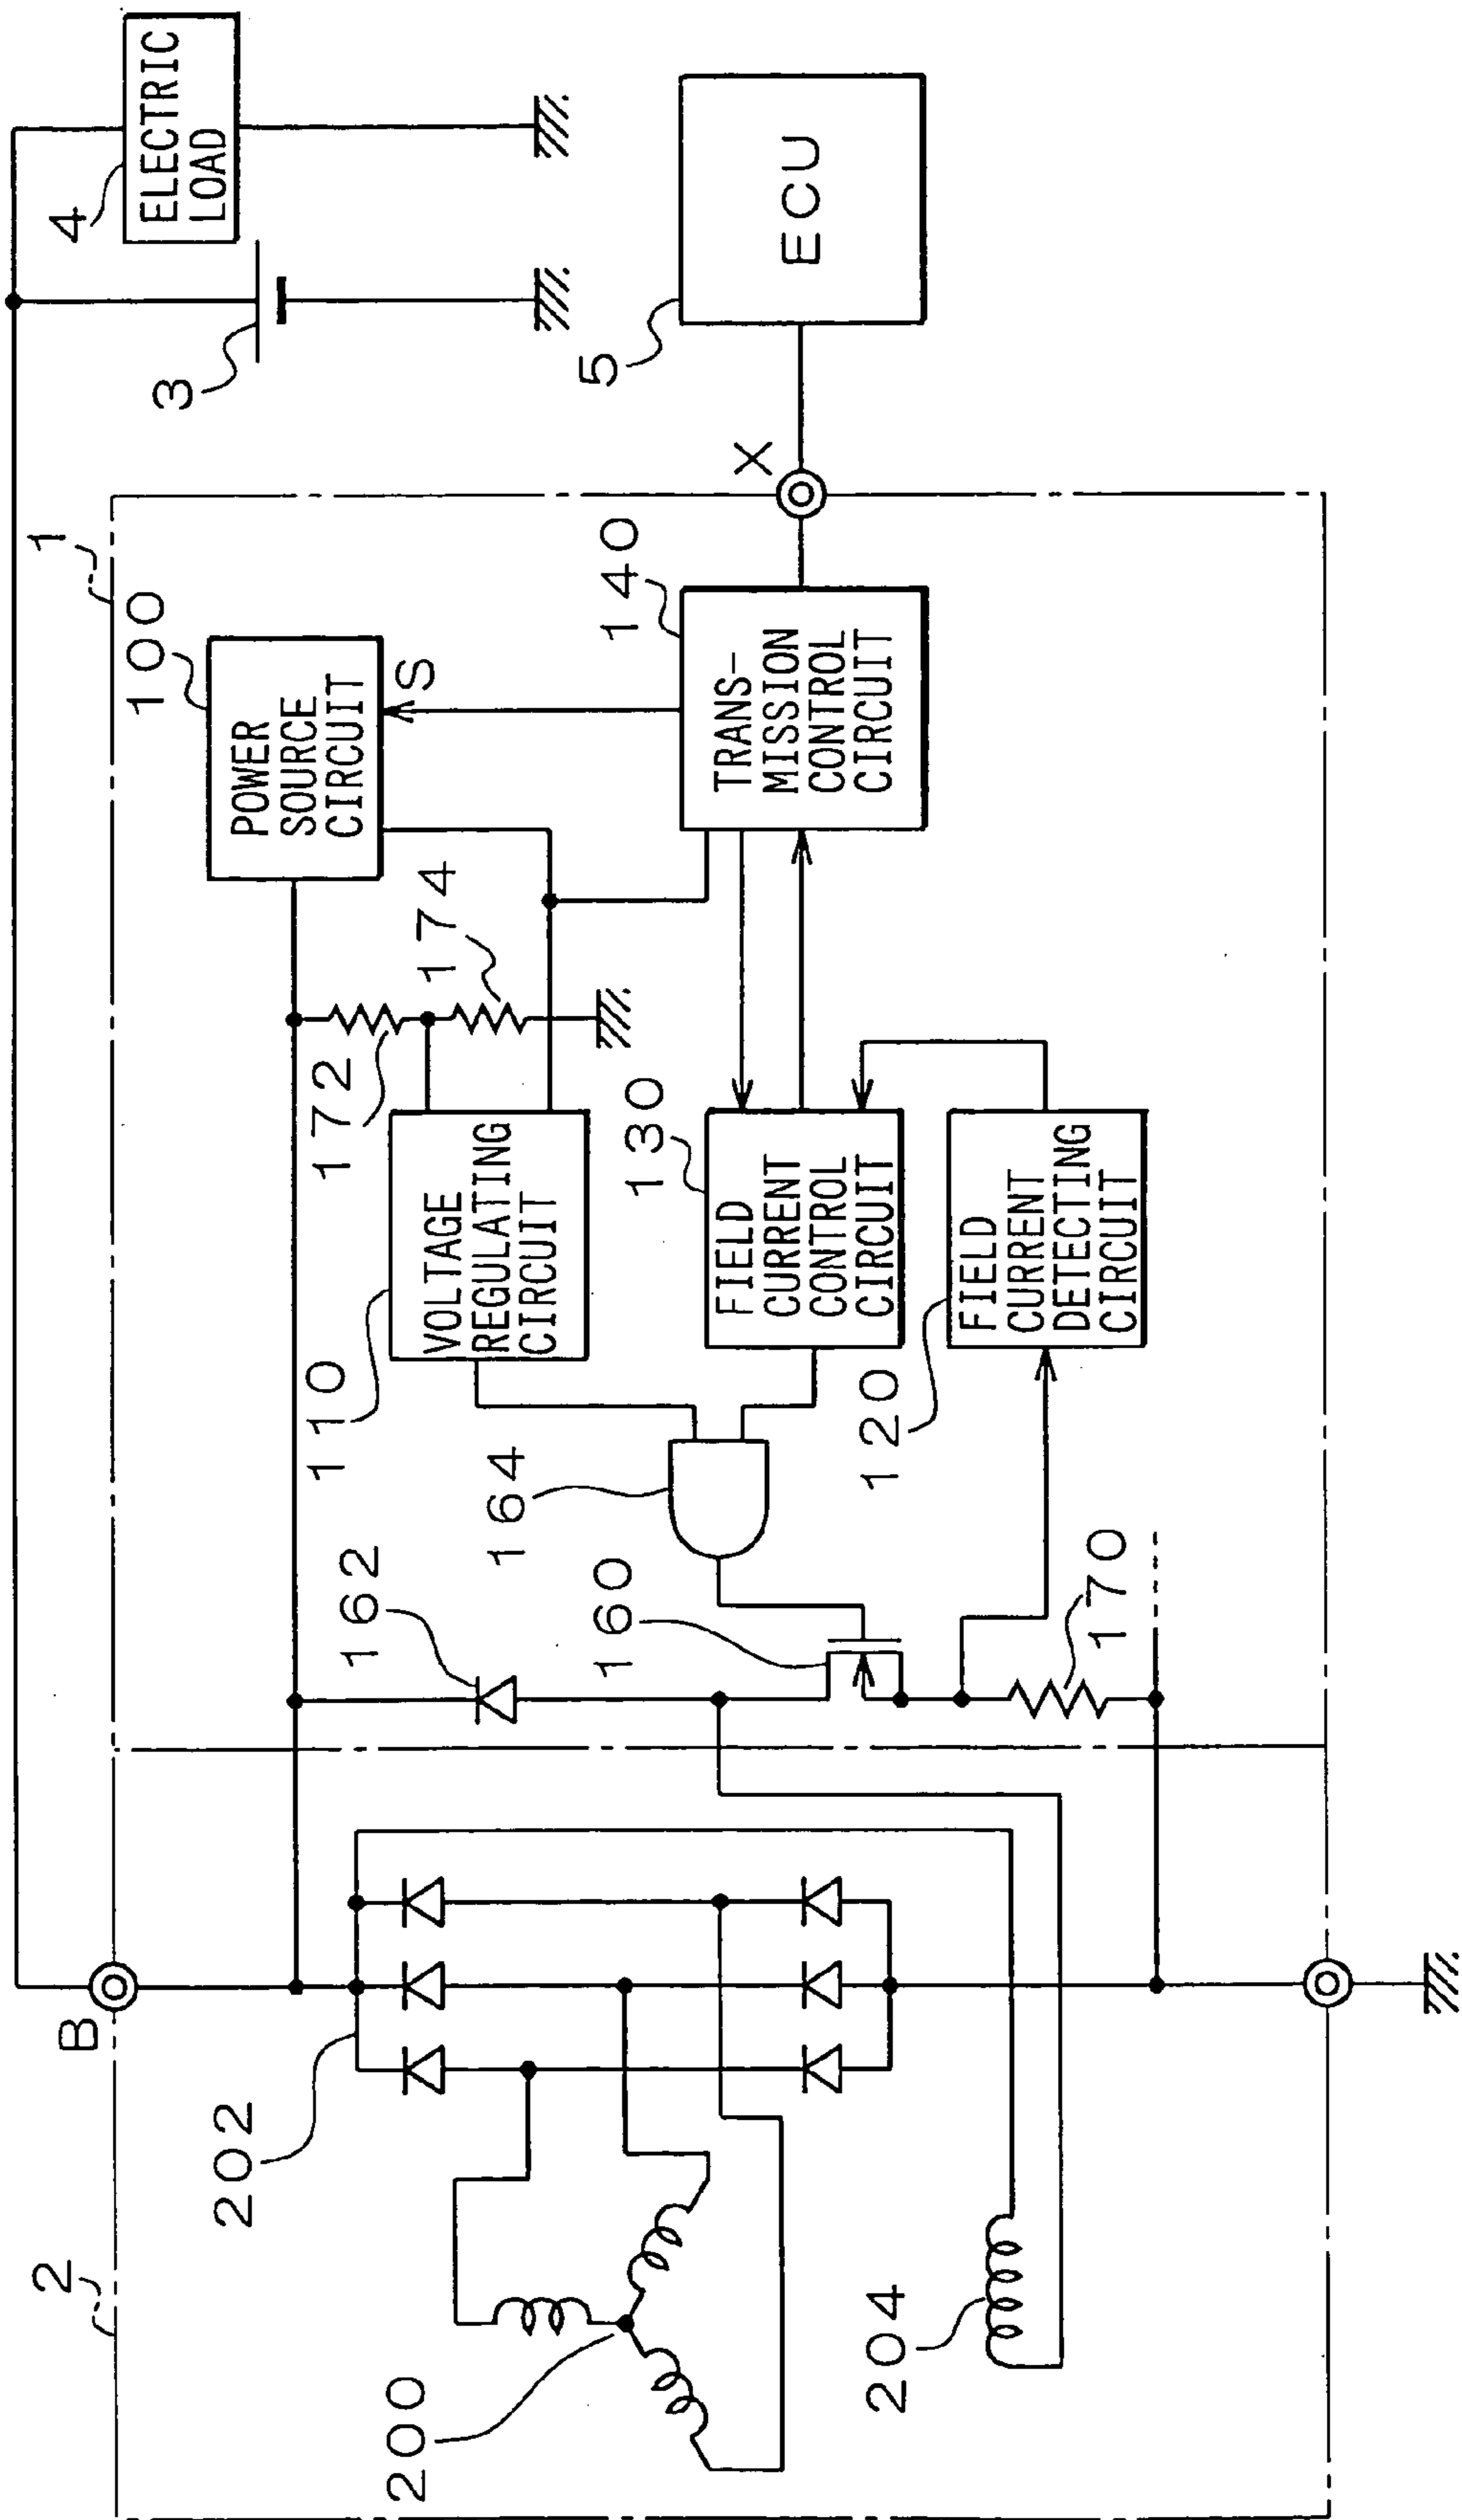 2
B
1
4
ELECTRIC
LOAD
3
100
POWER
SOURCE
CIRCUIT
S
202
162
110
VOLTAGE
REGULATING
CIRCUIT
172
174
5
ECU
X
140
TRANS-
MISSION
CONTROL
CIRCUIT
200
164
160
130
FIELD
CURRENT
CONTROL
CIRCUIT
204
170
120
FIELD
CURRENT
DETECTING
CIRCUIT